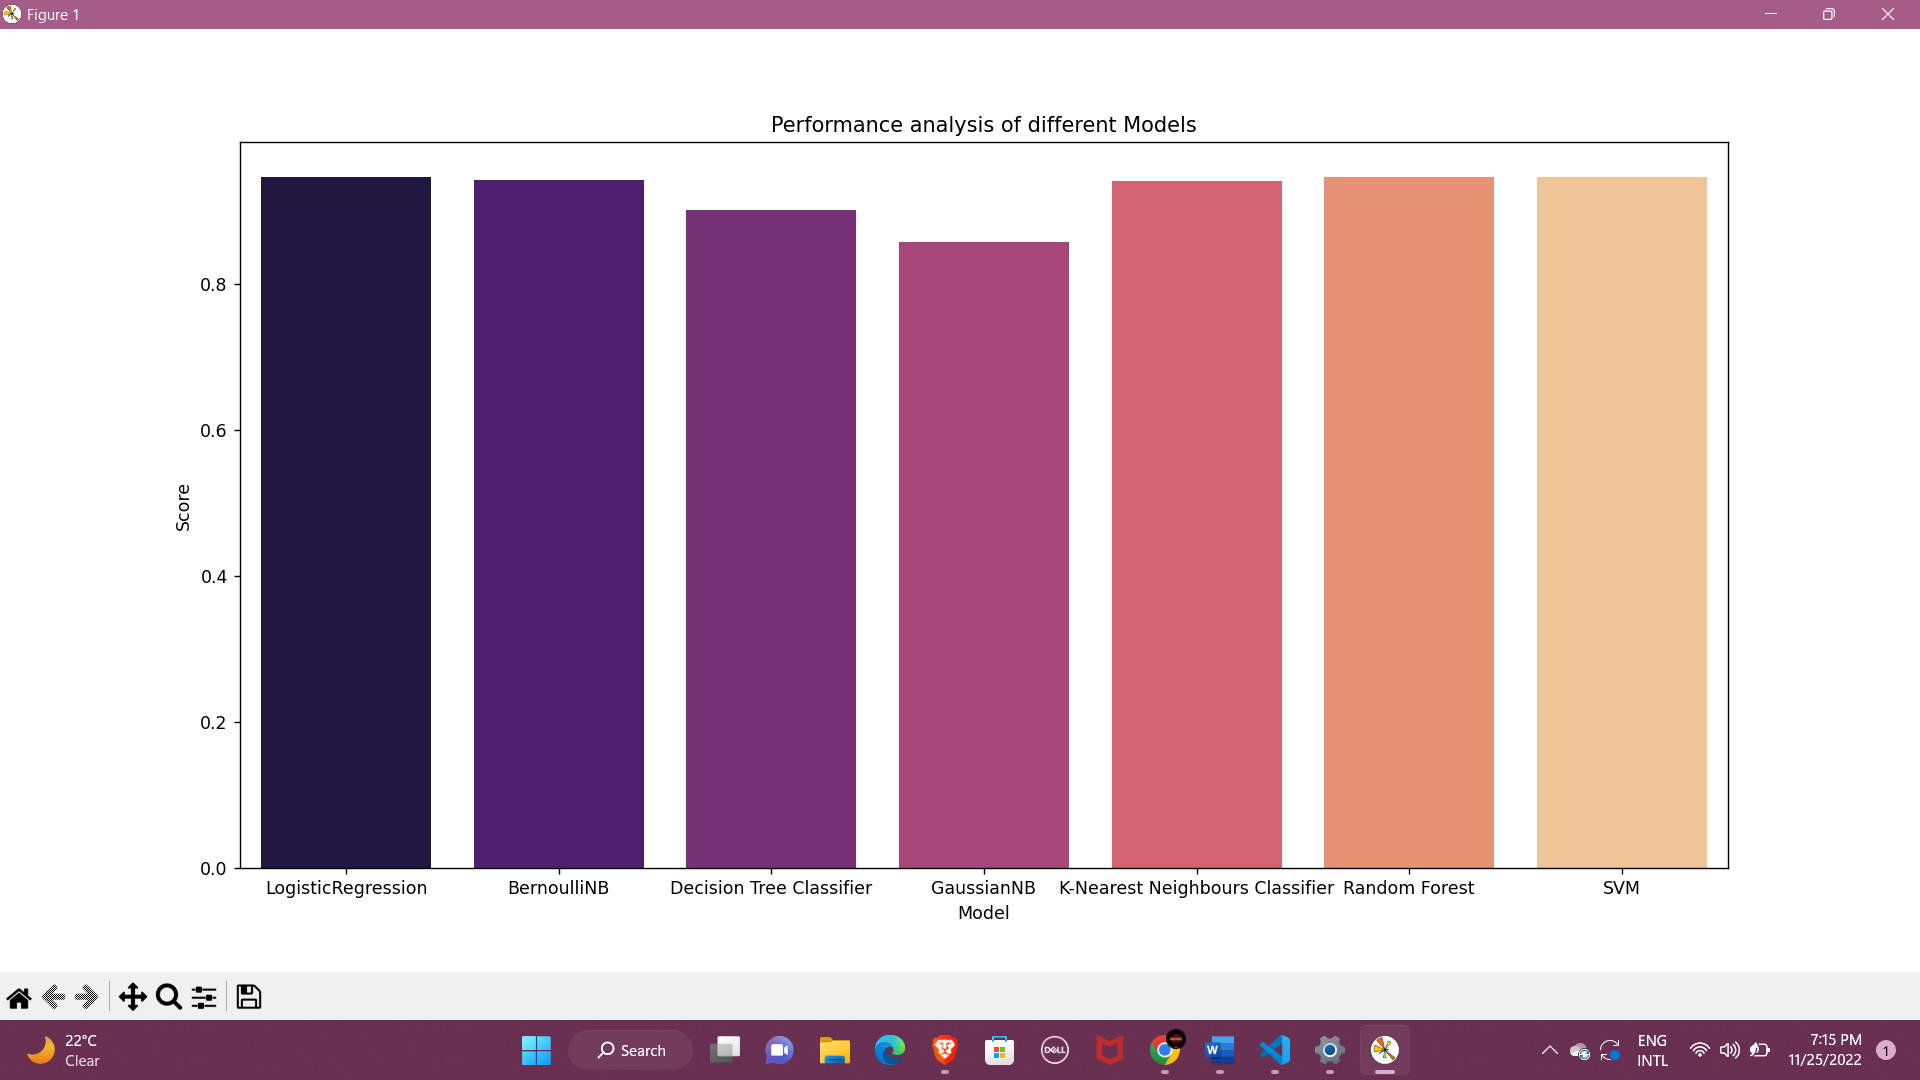 Figure 1
Performance analysis of different Models
0.8
0.6
0.4
0.2
0.0
Score
LogisticRegression
BernoulliNB
Decision Tree Classifier
GaussianNB
K-Nearest Neighbours Classifier
Random Forest
SVM
Model
22°C
Clear
Search
DELL
W
ENG
INTL
7:15 PM
11/25/2022
1